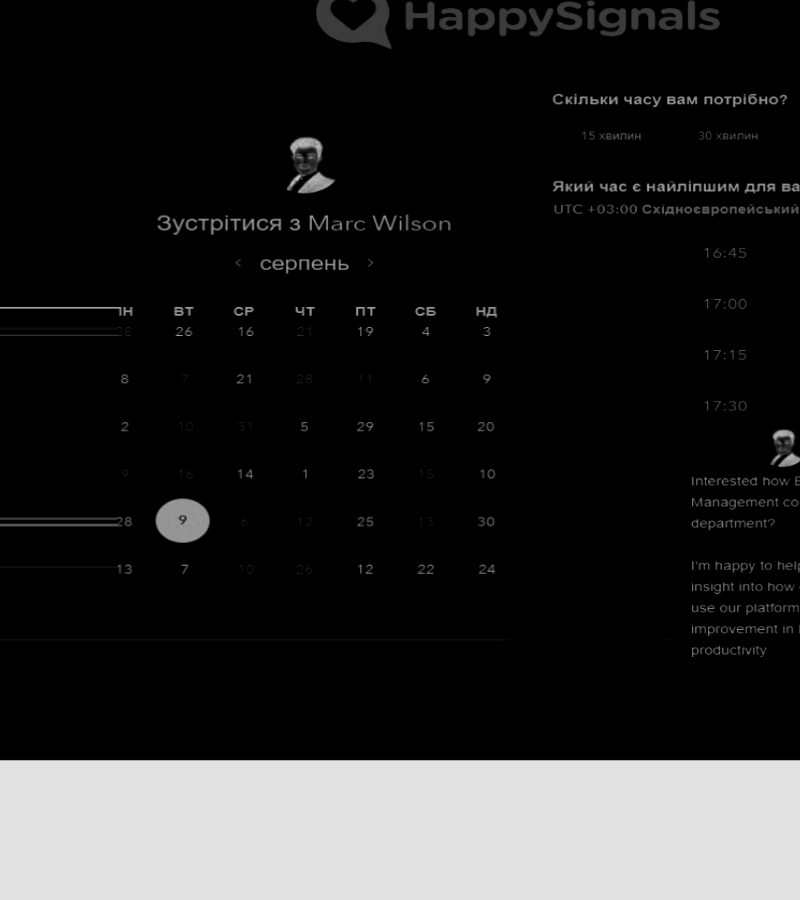 HappySignals
Зустрітися з Marc Wilson
‹ серпень ›
ПН ВТ СР ЧТ ПТ СБ НД
28 26 16 21 19 4 3
8 7 21 28 11 6 9
2 10 31 5 29 15 20
9 16 14 1 23 15 10
28 9 6 12 25 13 30
13 7 10 26 12 22 24
Скільки часу вам потрібно?
15 хвилин 30 хвилин
Який час є найліпшим для ва
UTC +03:00 Східноєвропейський
16:45
17:00
17:15
17:30
Interested how E
Management co
department?
I'm happy to help
insight into how
use our platform
improvement in
productivity